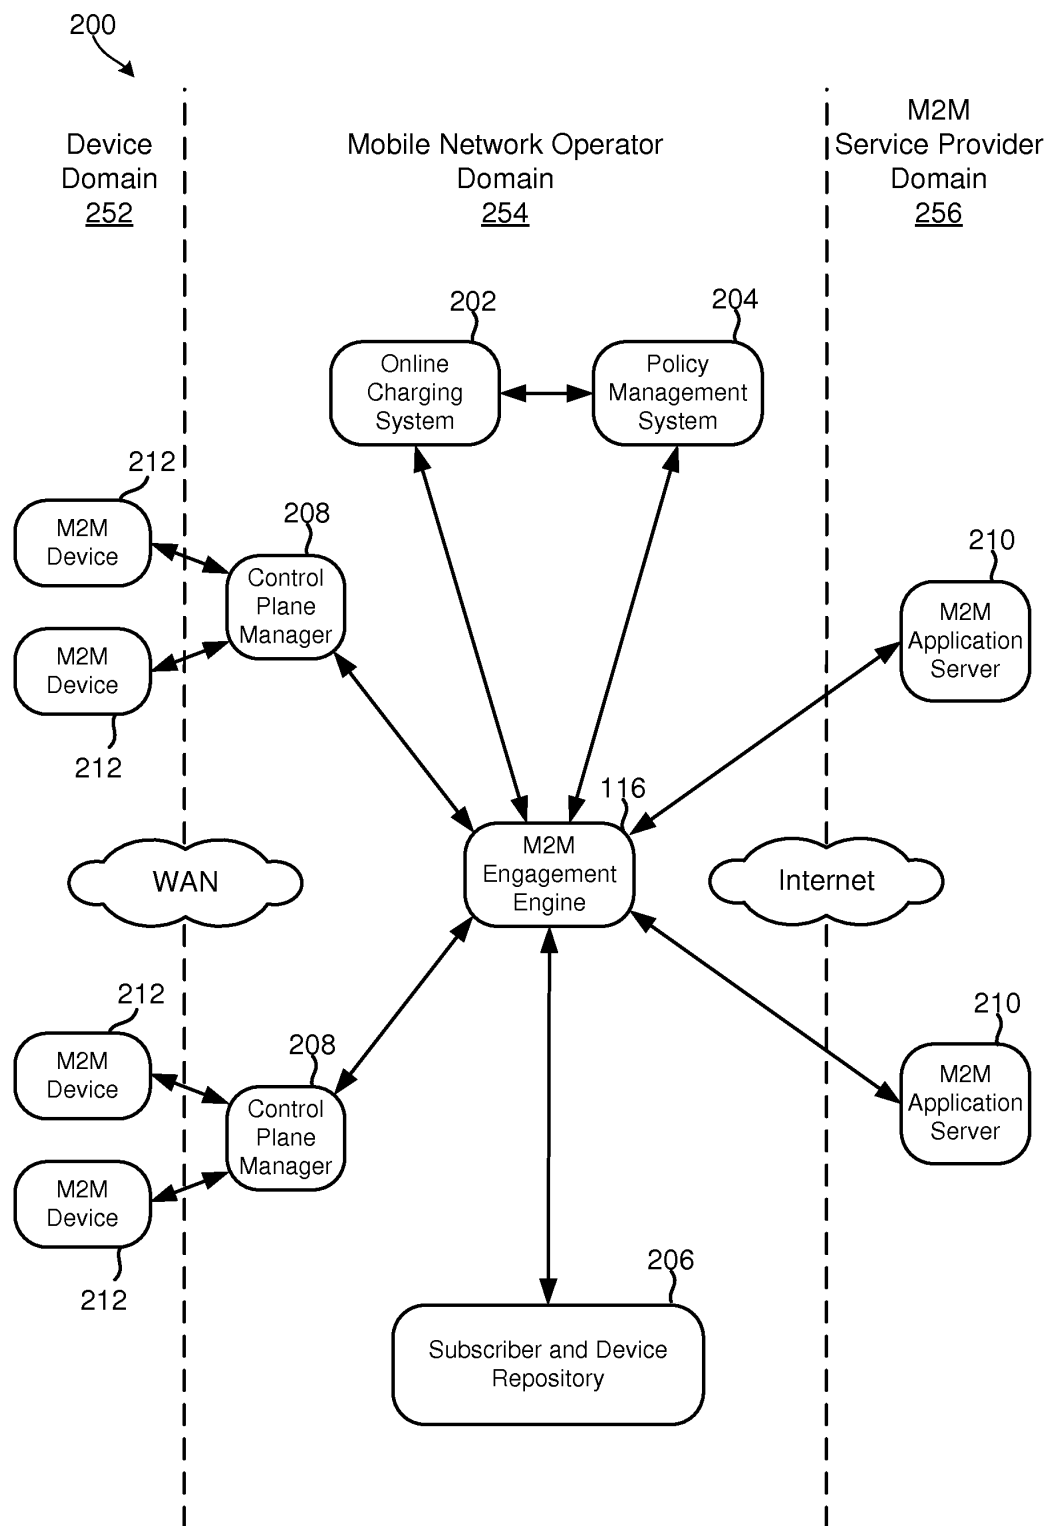 200
Device
Domain
252
Mobile Network Operator
Domain
254
M2M
Service Provider
Domain
256
202
Online
Charging
System
204
Policy
Management
System
212
M2M
Device
M2M
Device
212
208
Control
Plane
Manager
210
M2M
Application
Server
116
M2M
Engagement
Engine
WAN
Internet
212
M2M
Device
M2M
Device
212
208
Control
Plane
Manager
210
M2M
Application
Server
206
Subscriber and Device
Repository